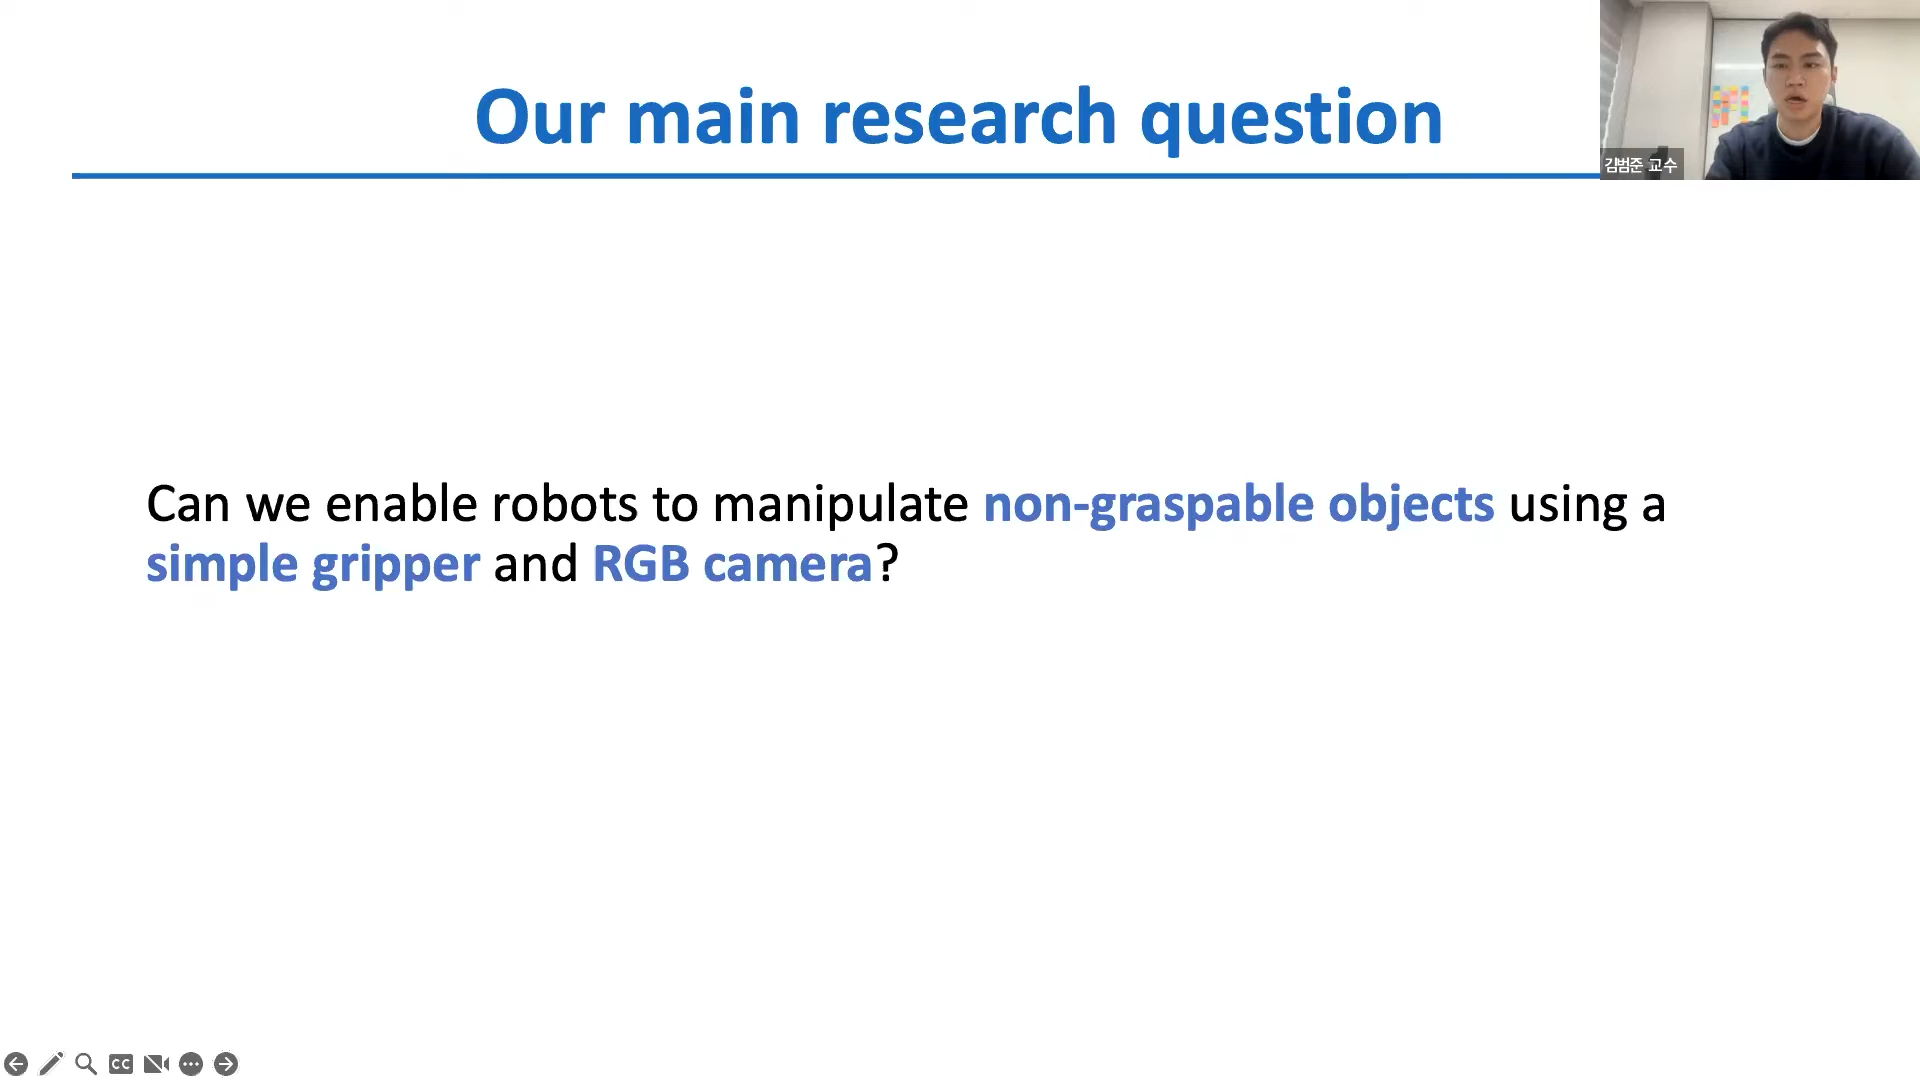 Our main research question
김범준 교수
Can we enable robots to manipulate non-graspable objects using a
simple gripper and RGB camera?
CC